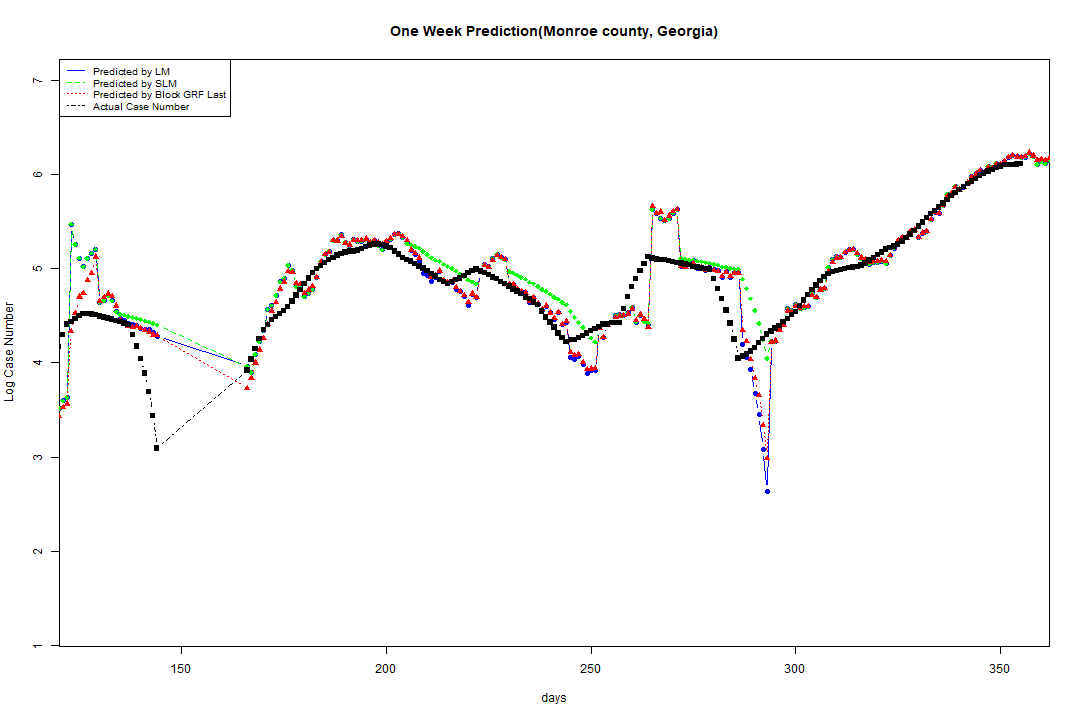 One Week Prediction(Monroe county, Georgia)
Predicted by LM
Predicted by SLM
Predicted by Block GRF Last
Actual Case Number
7
6
5
4
3
2
1
Log Case Number
150 200 250 300 350
days